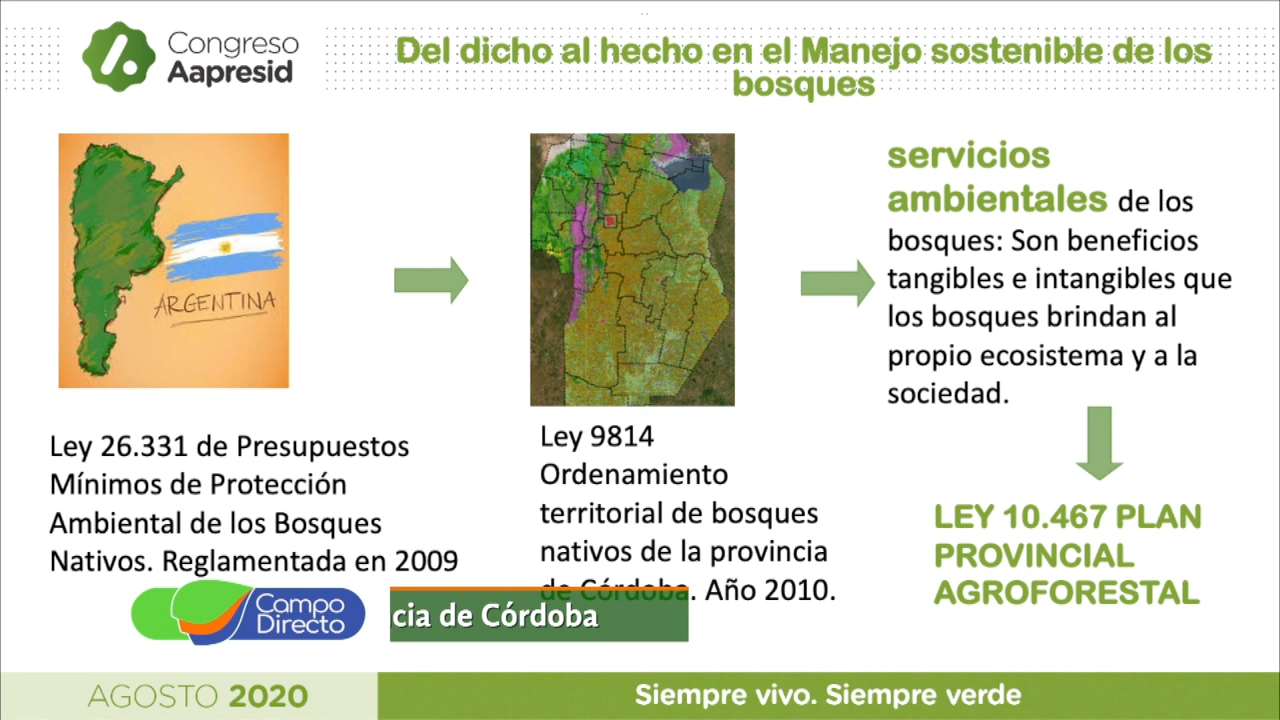 Congreso
Aapresid
Del dicho al hecho en el Manejo sostenible de los
bosques
ARGENTINA
Ley 26.331 de Presupuestos
Mínimos de Protección
Ambiental de los Bosques
Nativos. Reglamentada en 2009
Ley 9814
Ordenamiento
territorial de bosques
nativos de la provincia
de Córdoba. Año 2010.
servicios
ambientales de los
bosques: Son beneficios
tangibles e intangibles que
los bosques brindan al
propio ecosistema y a la
sociedad.
LEY 10.467 PLAN
PROVINCIAL
AGROFORESTAL
Campo
Directo
cia de Córdoba
AGOSTO 2020
Siempre vivo. Siempre verde